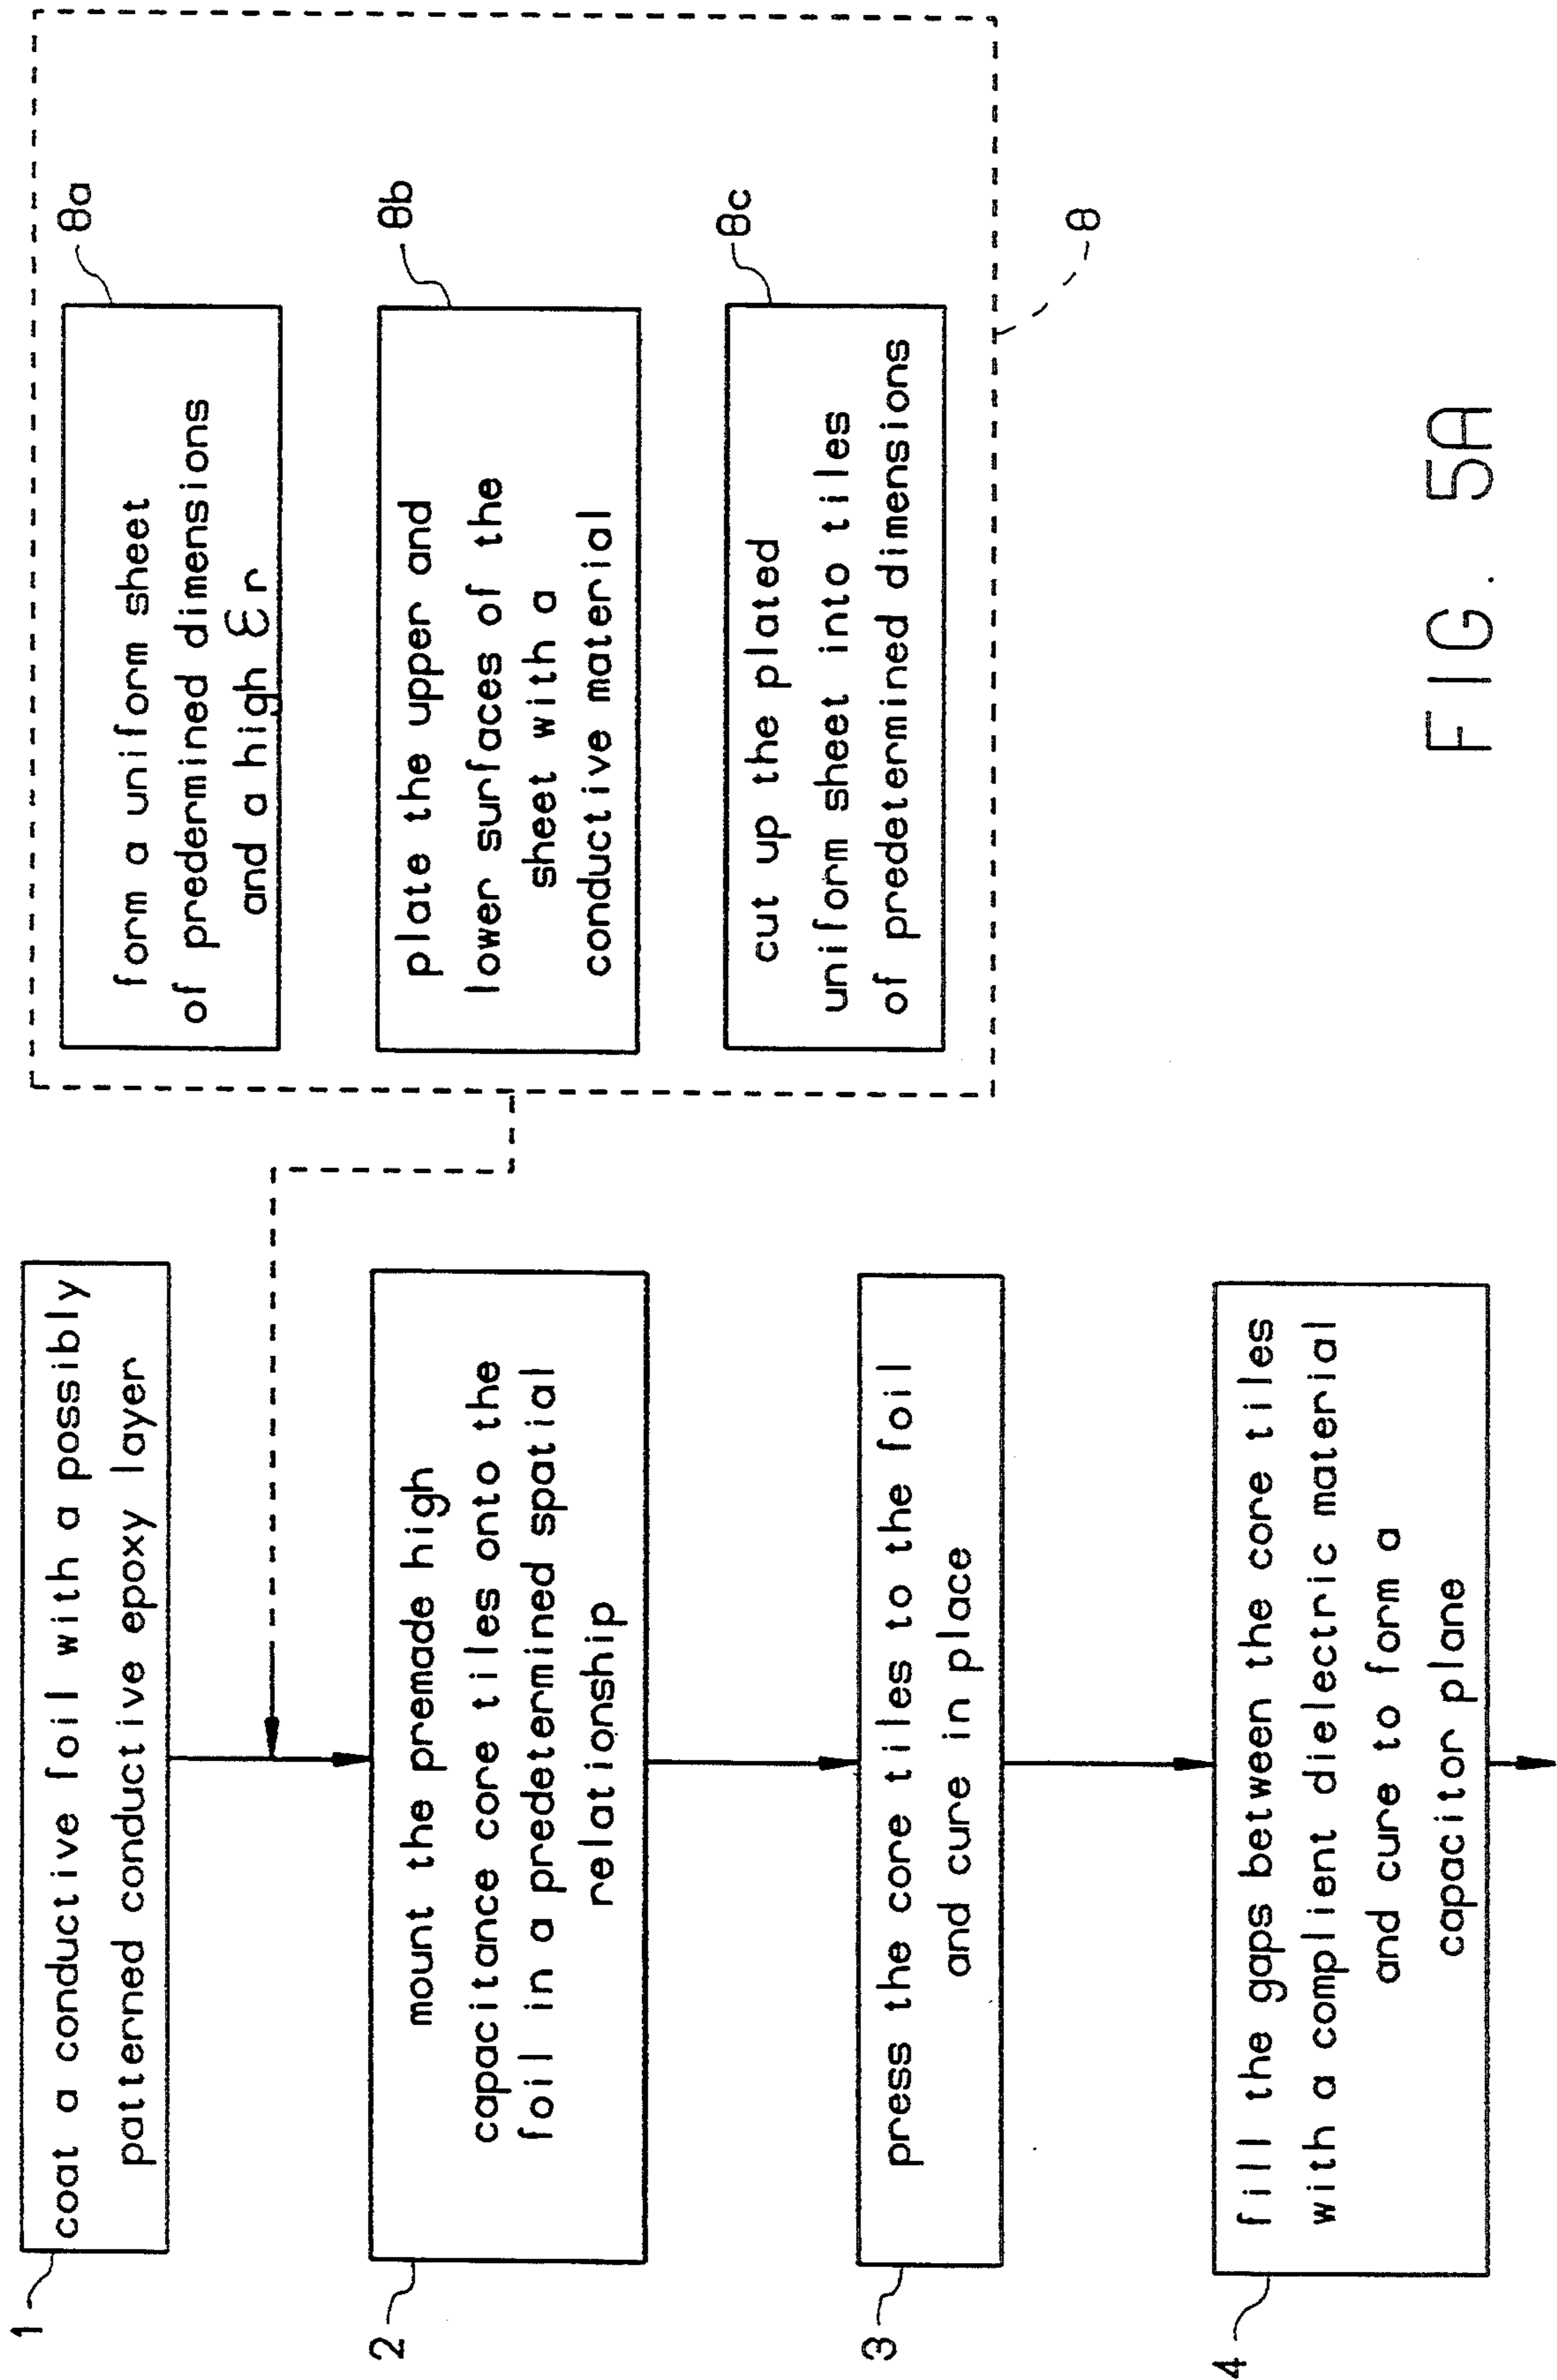 1
coat a conductive foil with a possibly
patterned conductive epoxy layer
2
mount the premade high
capacitance core tiles onto the
foil in a predetermined spatial
relationship
3
press the core tiles to the foil
and cure in place
4
fill the gaps between the core tiles
with a complient dielectric material
and cure to form a
capacitor plane
8a
form a uniform sheet
of predermined dimensions
and a high Ɛr
8b
plate the upper and
lower surfaces of the
sheet with a
conductive material
8c
cut up the plated
uniform sheet into tiles
of predetermined dimensions
8
FIG. 5A